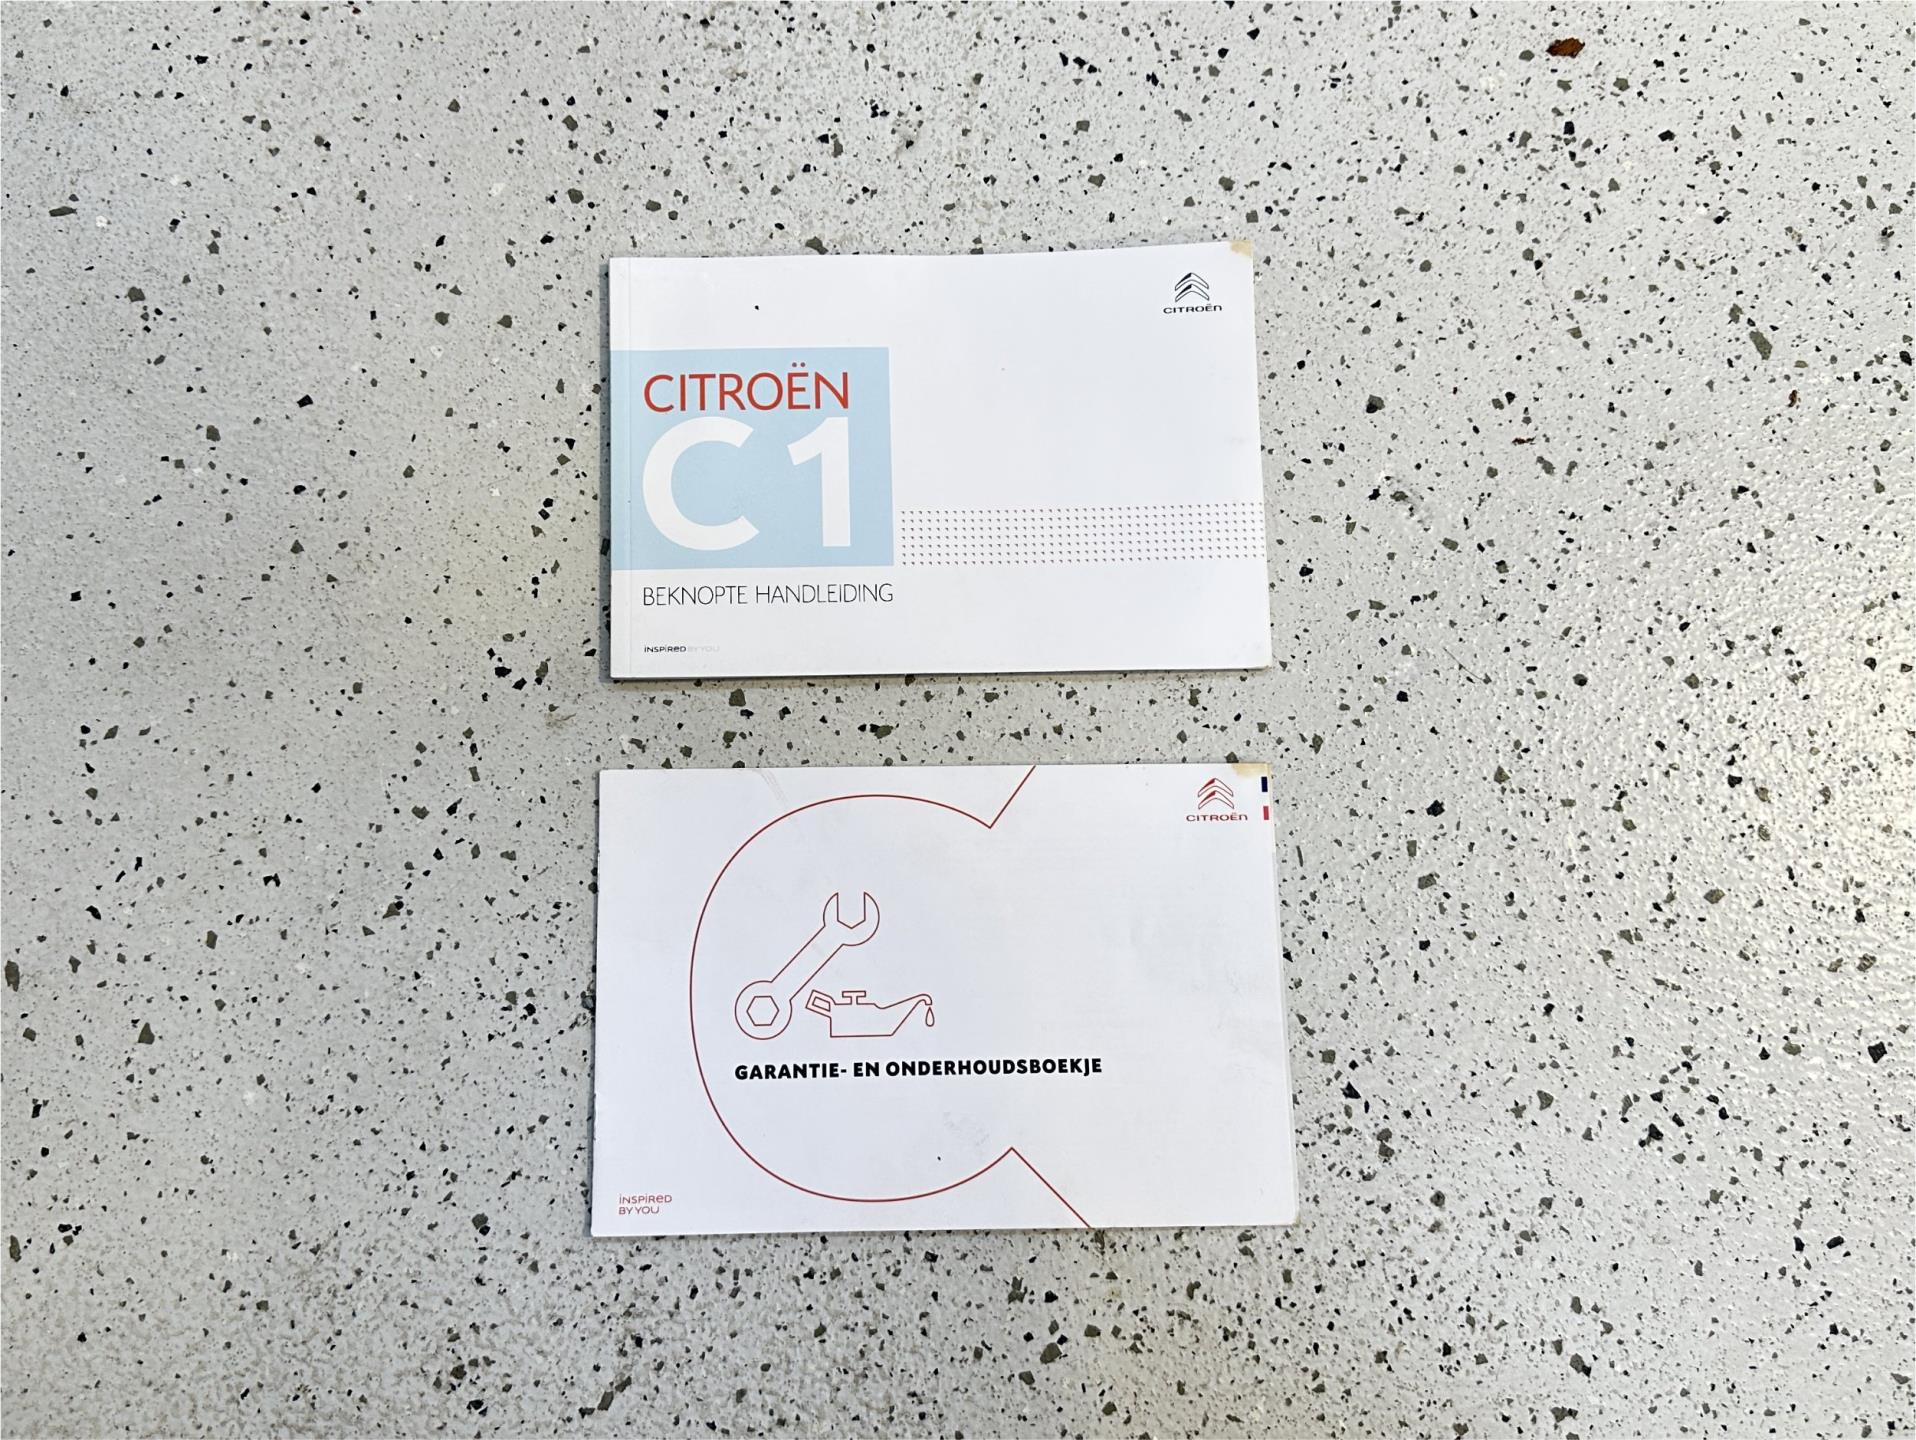 CITROËN
CITROËN
C1
BEKNOPTE HANDLEIDING
INSPIRED BY YOU
CITROËN
GARANTIE- EN ONDERHOUDSBOEKJE
INSPIRED
BY YOU